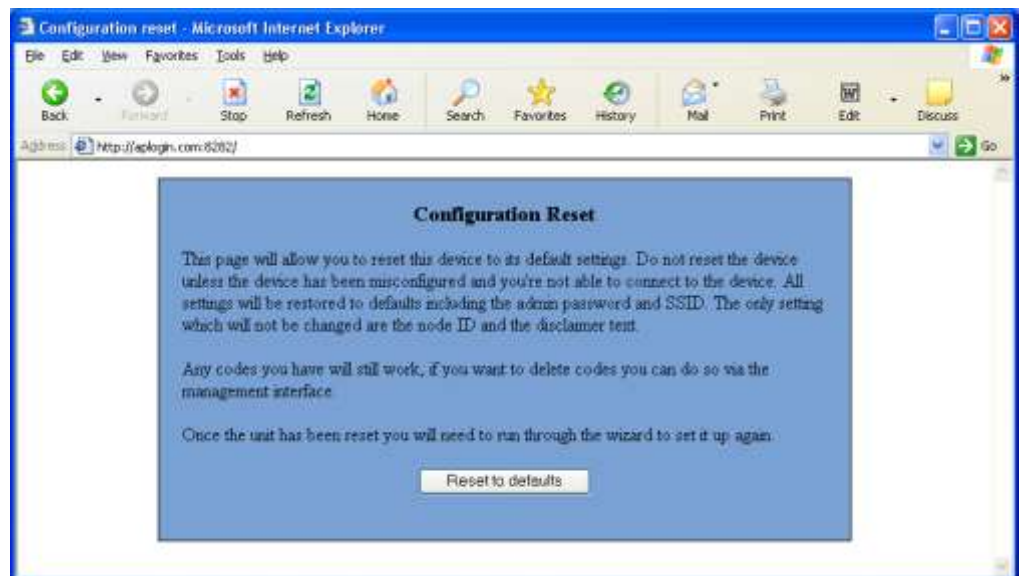 Configuration reset - Microsoft Internet Explorer
File Edit View Favorites Tools Help
Back Forward Stop Refresh Home Search Favorites History Mail Print Edit Discuss
Address http://aplogin.com:8282/ Go
Configuration Reset
This page will allow you to reset this device to its default settings. Do not reset the device
unless the device has been misconfigured and you're not able to connect to the device. All
settings will be restored to defaults including the admin password and SSID. The only setting
which will not be changed are the node ID and the disclaimer text.
Any codes you have will still work, if you want to delete codes you can do so via the
management interface.
Once the unit has been reset you will need to run through the wizard to set it up again.
Reset to defaults